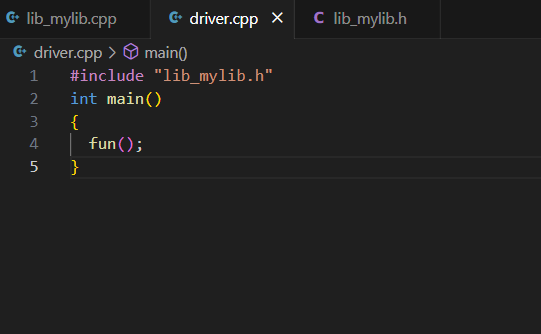 lib_mylib.cpp driver.cpp lib_mylib.h
driver.cpp > main()
1 #include "lib_mylib.h"
2 int main()
3 {
4 fun();
5 }